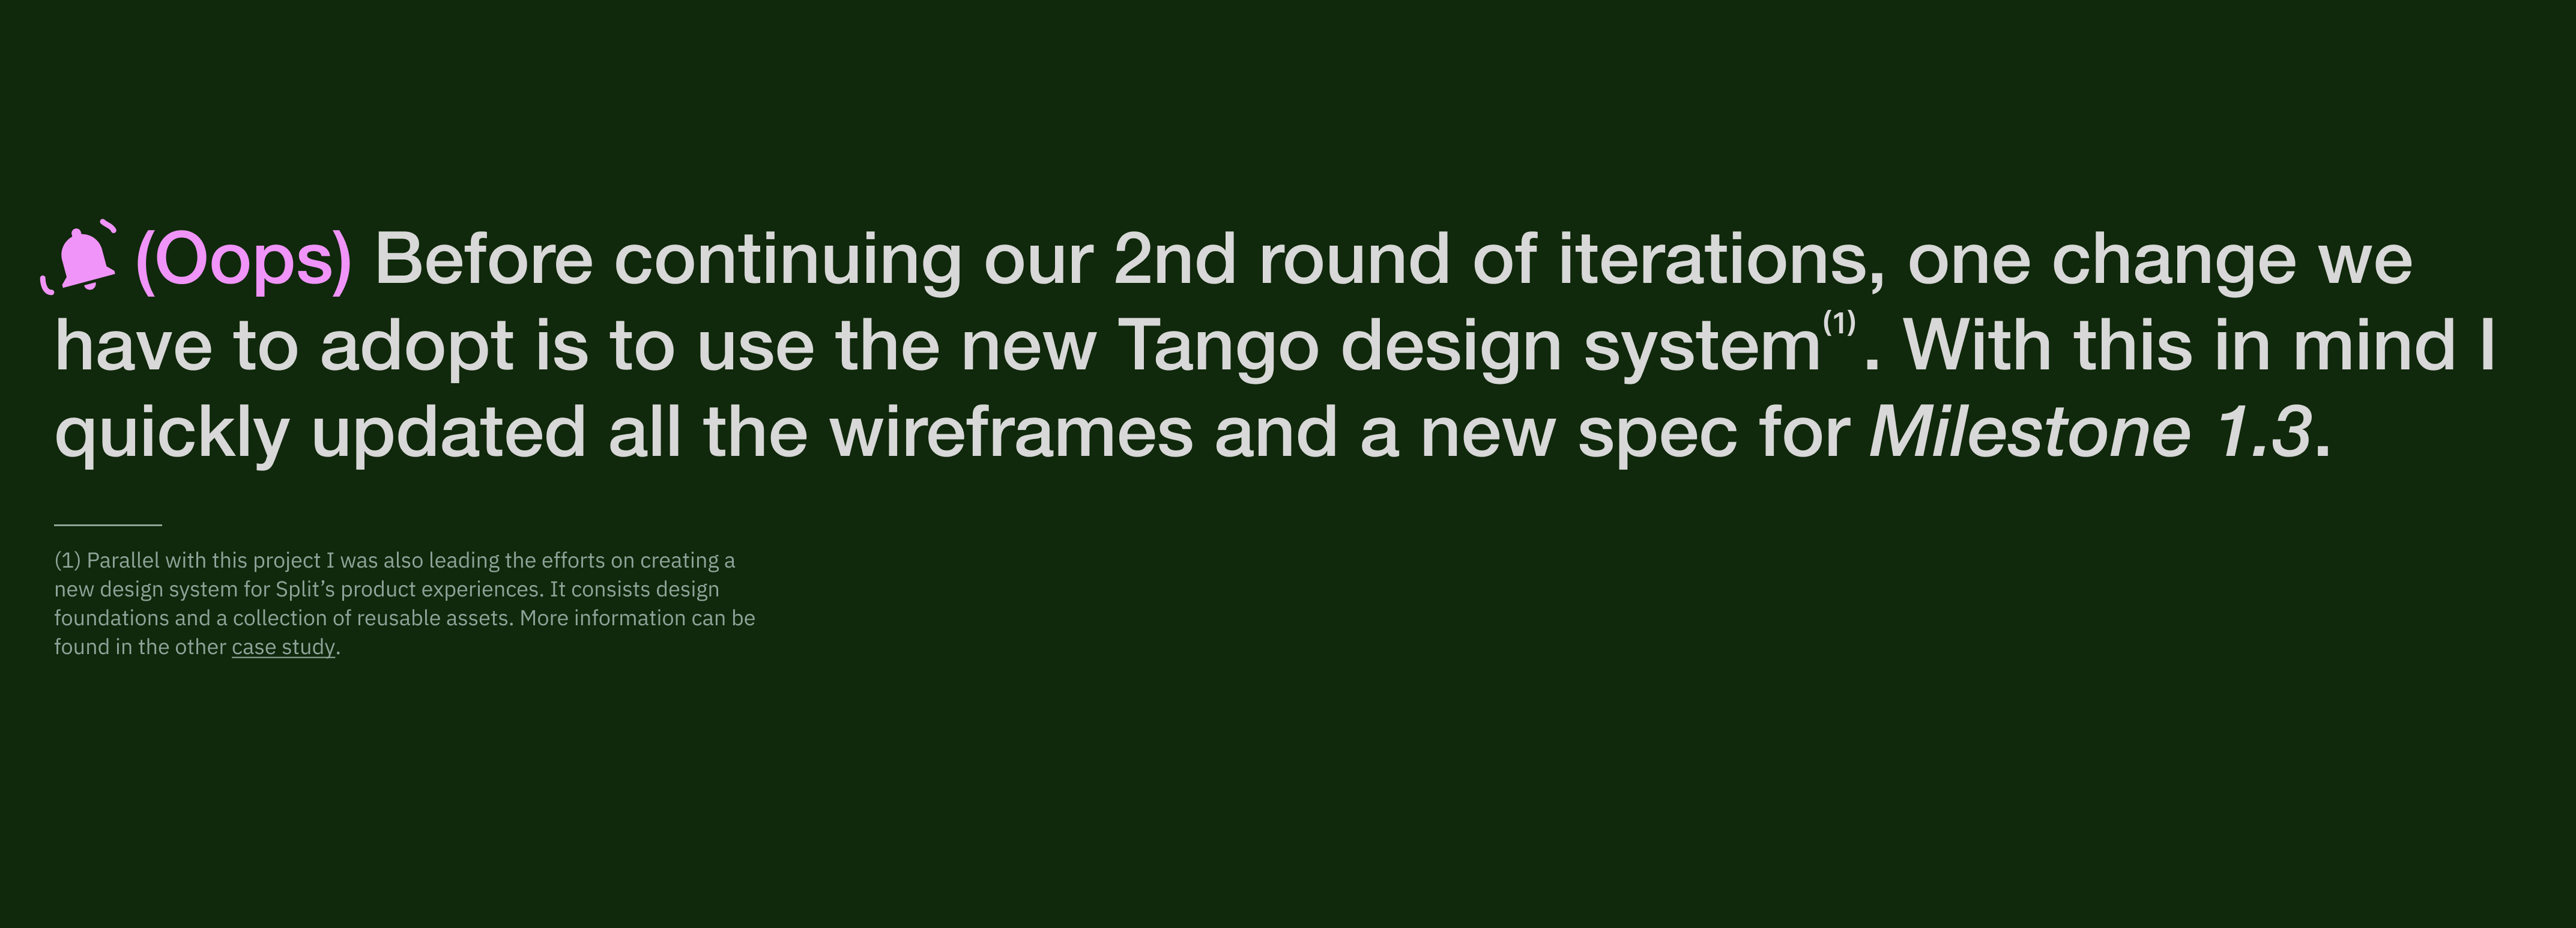 (Oops) Before continuing our 2nd round of iterations, one change we
have to adopt is to use the new Tango design system(1). With this in mind I
quickly updated all the wireframes and a new spec for Milestone 1.3.
(1) Parallel with this project I was also leading the efforts on creating a
new design system for Split’s product experiences. It consists design
foundations and a collection of reusable assets. More information can be
found in the other case study.